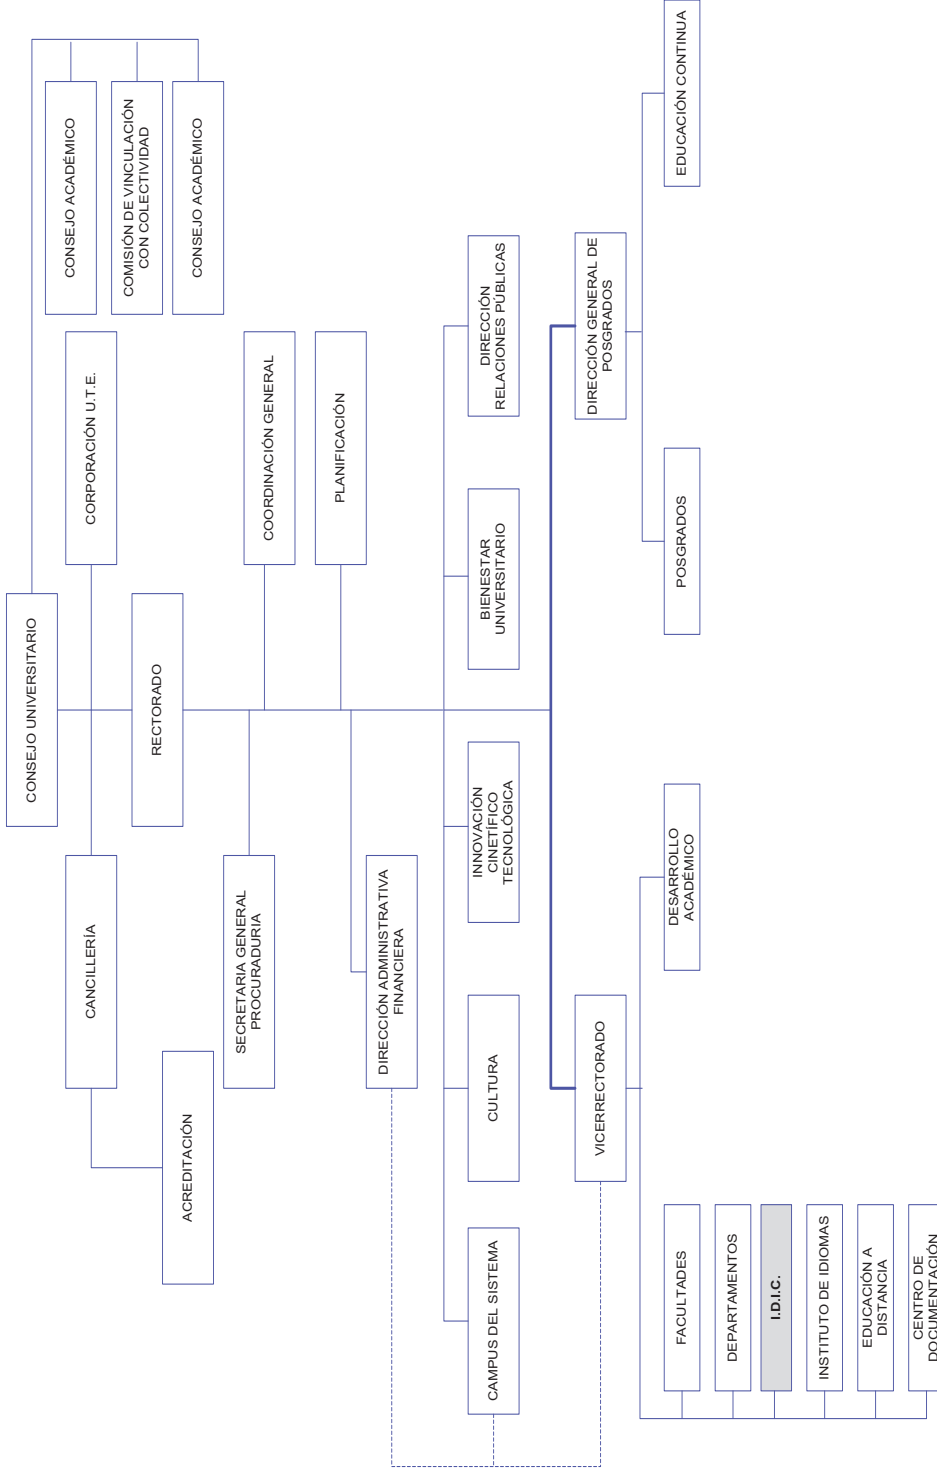 CONSEJO UNIVERSITARIO
CONSEJO ACADÉMICO
COMISIÓN DE VINCULACIÓN
CON COLECTIVIDAD
CONSEJO ACADÉMICO
CANCILLERÍA
CORPORACIÓN U.T.E.
RECTORADO
ACREDITACIÓN
SECRETARIA GENERAL
PROCURADURIA
COORDINACIÓN GENERAL
PLANIFICACIÓN
DIRECCIÓN ADMINISTRATIVA
FINANCIERA
CAMPUS DEL SISTEMA
CULTURA
INNOVACIÓN
CINETÍFICO
TECNOLÓGICA
BIENESTAR
UNIVERSITARIO
DIRECCIÓN
RELACIONES PÚBLICAS
VICERRECTORADO
DIRECCIÓN GENERAL DE
POSGRADOS
FACULTADES
DEPARTAMENTOS
I.D.I.C.
INSTITUTO DE IDIOMAS
EDUCACIÓN A
DISTANCIA
CENTRO DE
DOCUMENTACIÓN
DESARROLLO
ACADÉMICO
POSGRADOS
EDUCACIÓN CONTINUA